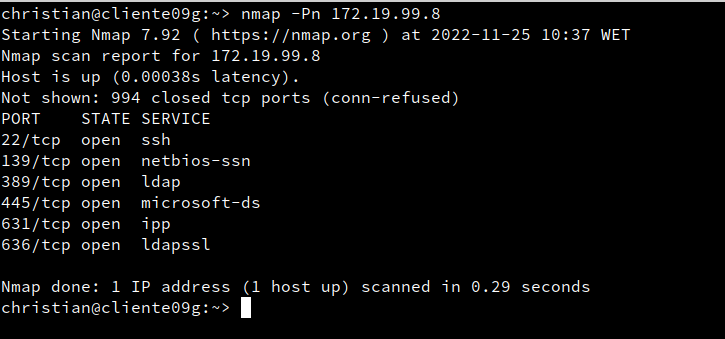 christian@cliente09g:~> nmap -Pn 172.19.99.8
Starting Nmap 7.92 ( https://nmap.org ) at 2022-11-25 10:37 WET
Nmap scan report for 172.19.99.8
Host is up (0.00038s latency).
Not shown: 994 closed tcp ports (conn-refused)
PORT    STATE SERVICE
22/tcp  open  ssh
139/tcp open  netbios-ssn
389/tcp open  ldap
445/tcp open  microsoft-ds
631/tcp open  ipp
636/tcp open  ldapssl
Nmap done: 1 IP address (1 host up) scanned in 0.29 seconds
christian@cliente09g:~>